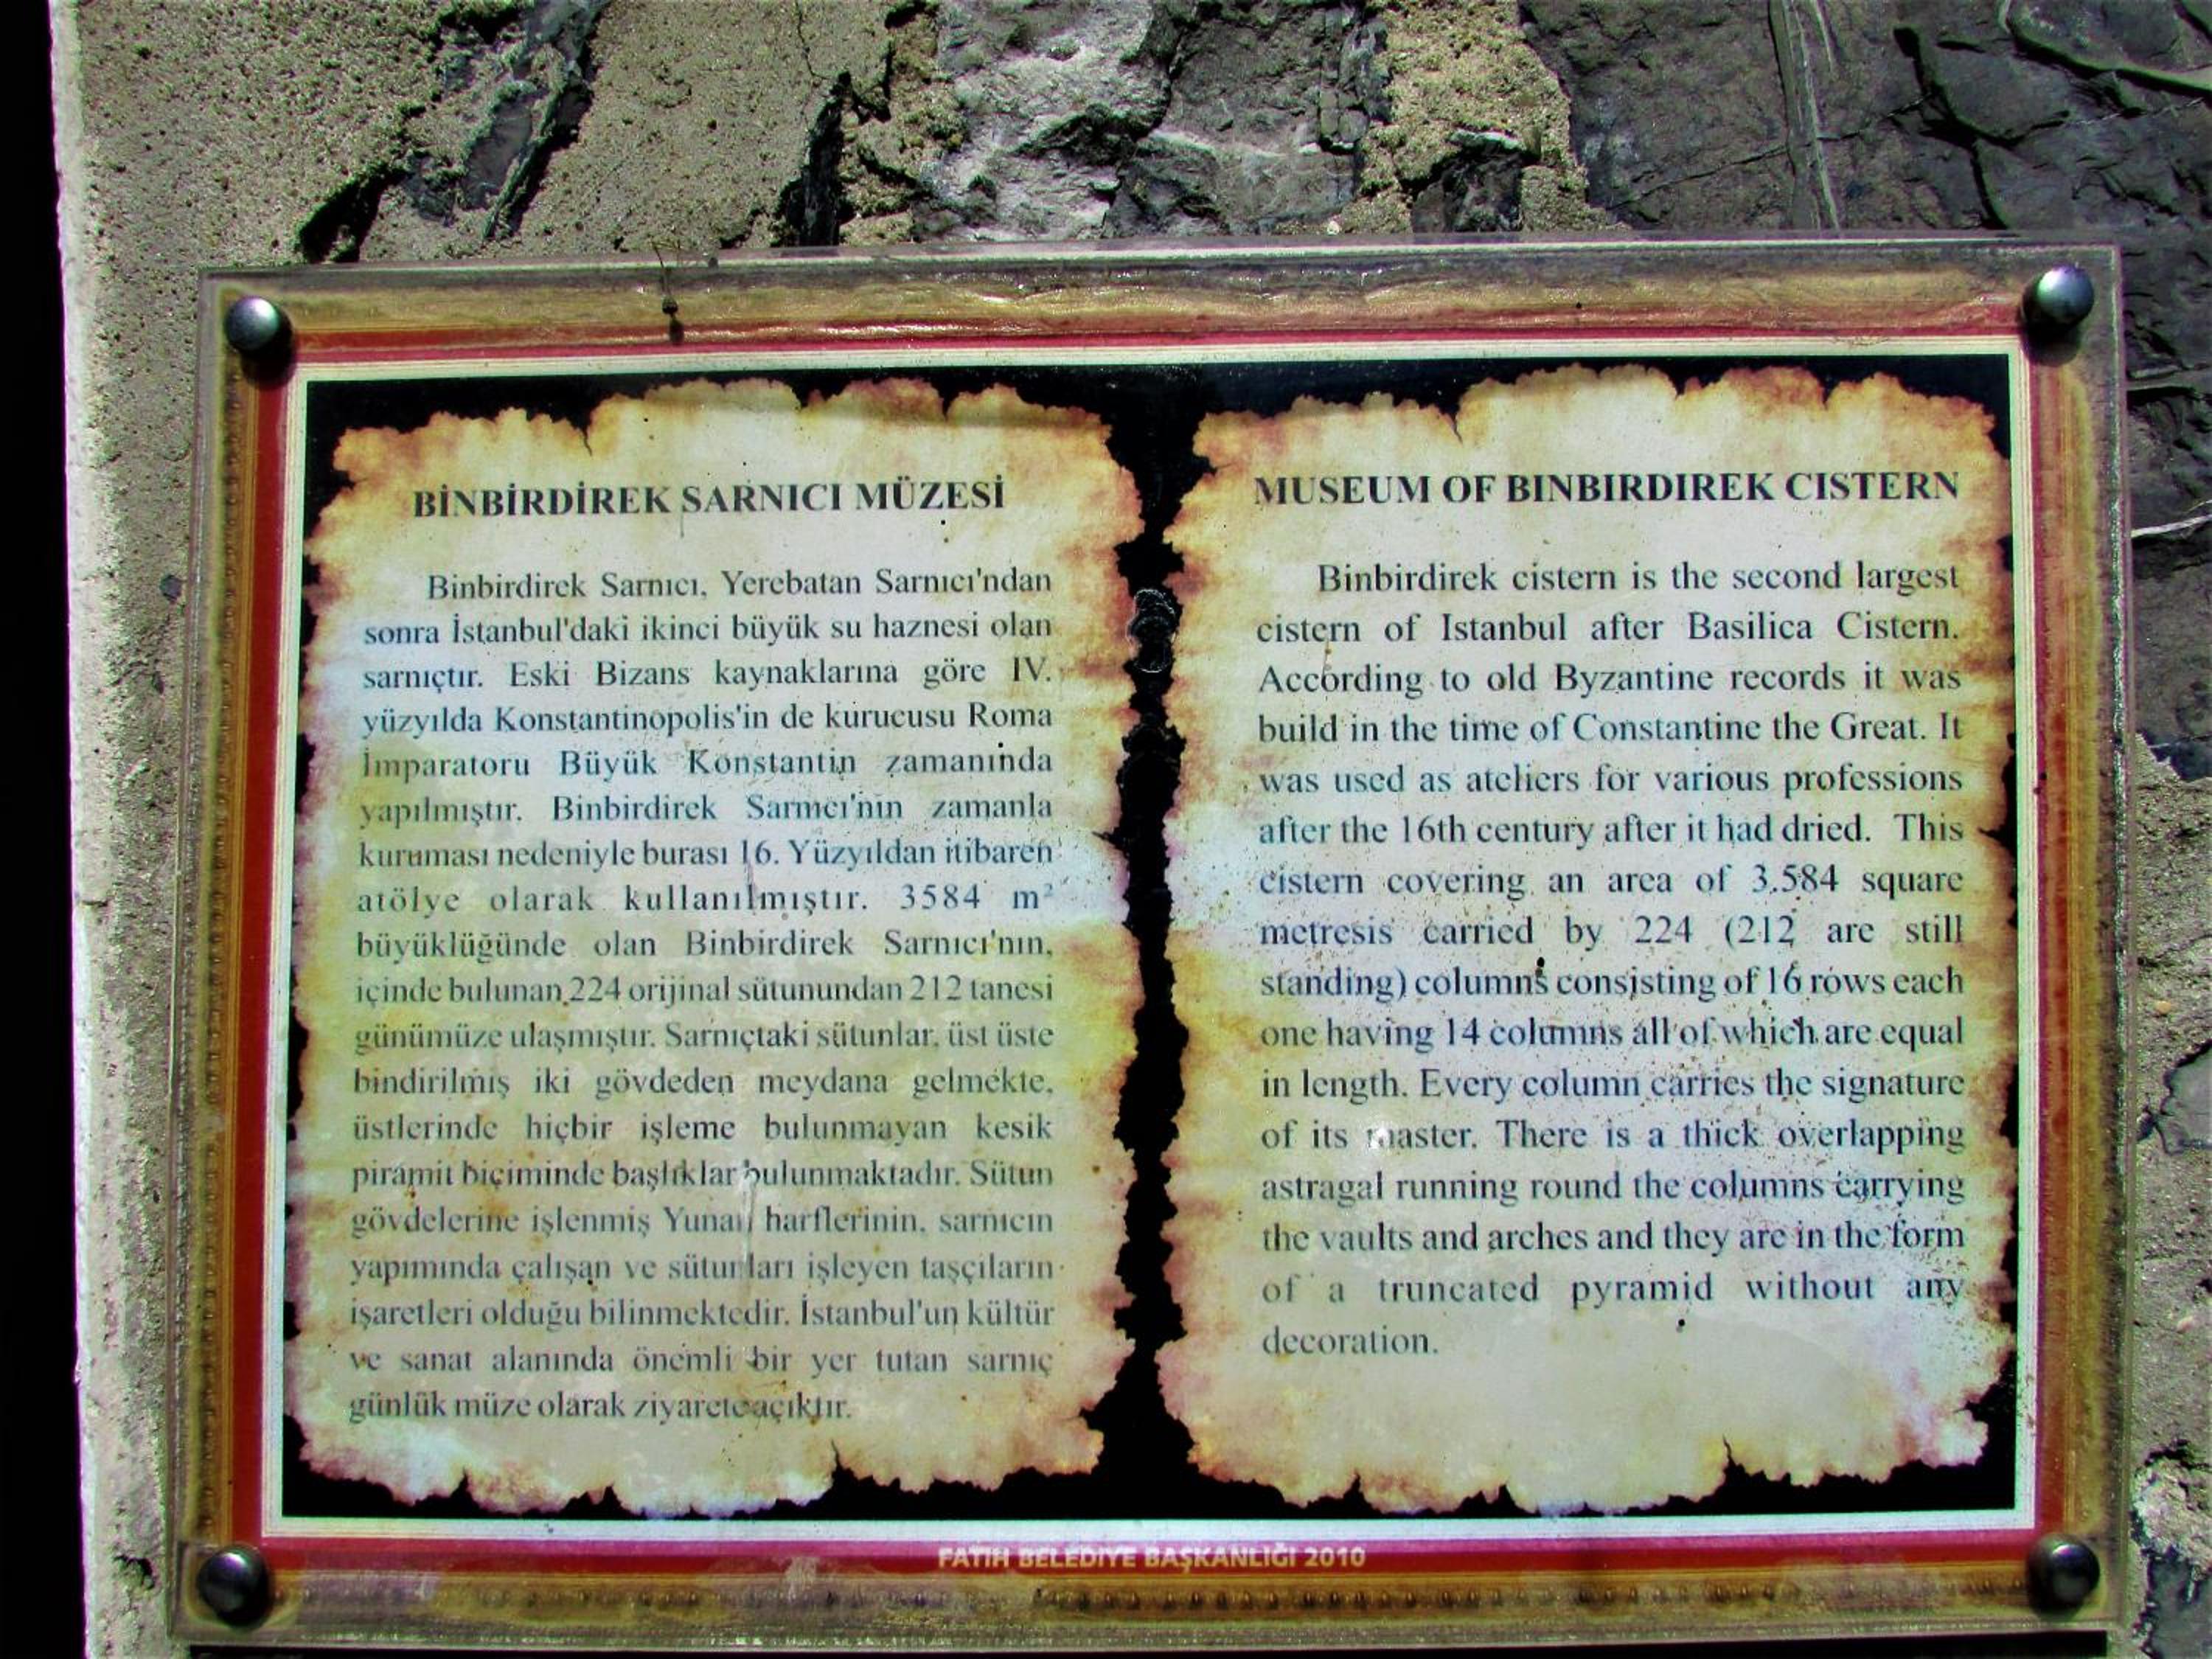 BİNBİRDİREK SARNICI MÜZESİ
Binbirdirek Sarnıcı, Yerebatan Sarnıcı'ndan
sonra İstanbul'daki ikinci büyük su haznesi olan
sarnıçtır. Eski Bizans kaynaklarına göre IV.
yüzyılda Konstantinopolis'in de kurucusu Roma
İmparatoru Büyük Konstantin zamanında
yapılmıştır. Binbirdirek Sarnıcı'nın zamanla
kuruması nedeniyle burası 16. Yüzyıldan itibaren
atölye olarak kullanılmıştır. 3584 m²
büyüklüğünde olan Binbirdirek Sarnıcı'nın,
içinde bulunan 224 orijinal sütunundan 212 tanesi
günümüze ulaşmıştır. Sarnıçtaki sütunlar, üst üste
bindirilmiş iki gövdeden meydana gelmekte,
üstlerinde hiçbir işleme bulunmayan kesik
piramit biçiminde başlıklar bulunmaktadır. Sütun
gövdelerine işlenmiş Yunan harflerinin, sarnıcın
yapımında çalışan ve sütunları işleyen taşçıların
işaretleri olduğu bilinmektedir. İstanbul'un kültür
ve sanat alanında önemli bir yer tutan sarnıç
günlük müze olarak ziyarete açıktır.
MUSEUM OF BINBIRDIREK CISTERN
Binbirdirek cistern is the second largest
cistern of Istanbul after Basilica Cistern.
According to old Byzantine records it was
build in the time of Constantine the Great. It
was used as ateliers for various professions
after the 16th century after it had dried. This
cistern covering an area of 3.584 square
metresis carried by 224 (212 are still
standing) columns consisting of 16 rows each
one having 14 columns all of which are equal
in length. Every column carries the signature
of its master. There is a thick overlapping
astragal running round the columns carrying
the vaults and arches and they are in the form
of a truncated pyramid without any
decoration.
FATİH BELEDİYE BAŞKANLIĞI 2010